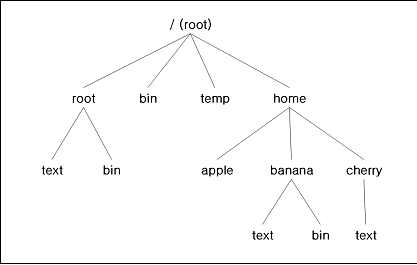 / (root)
root bin temp home
text bin apple banana cherry
text bin text